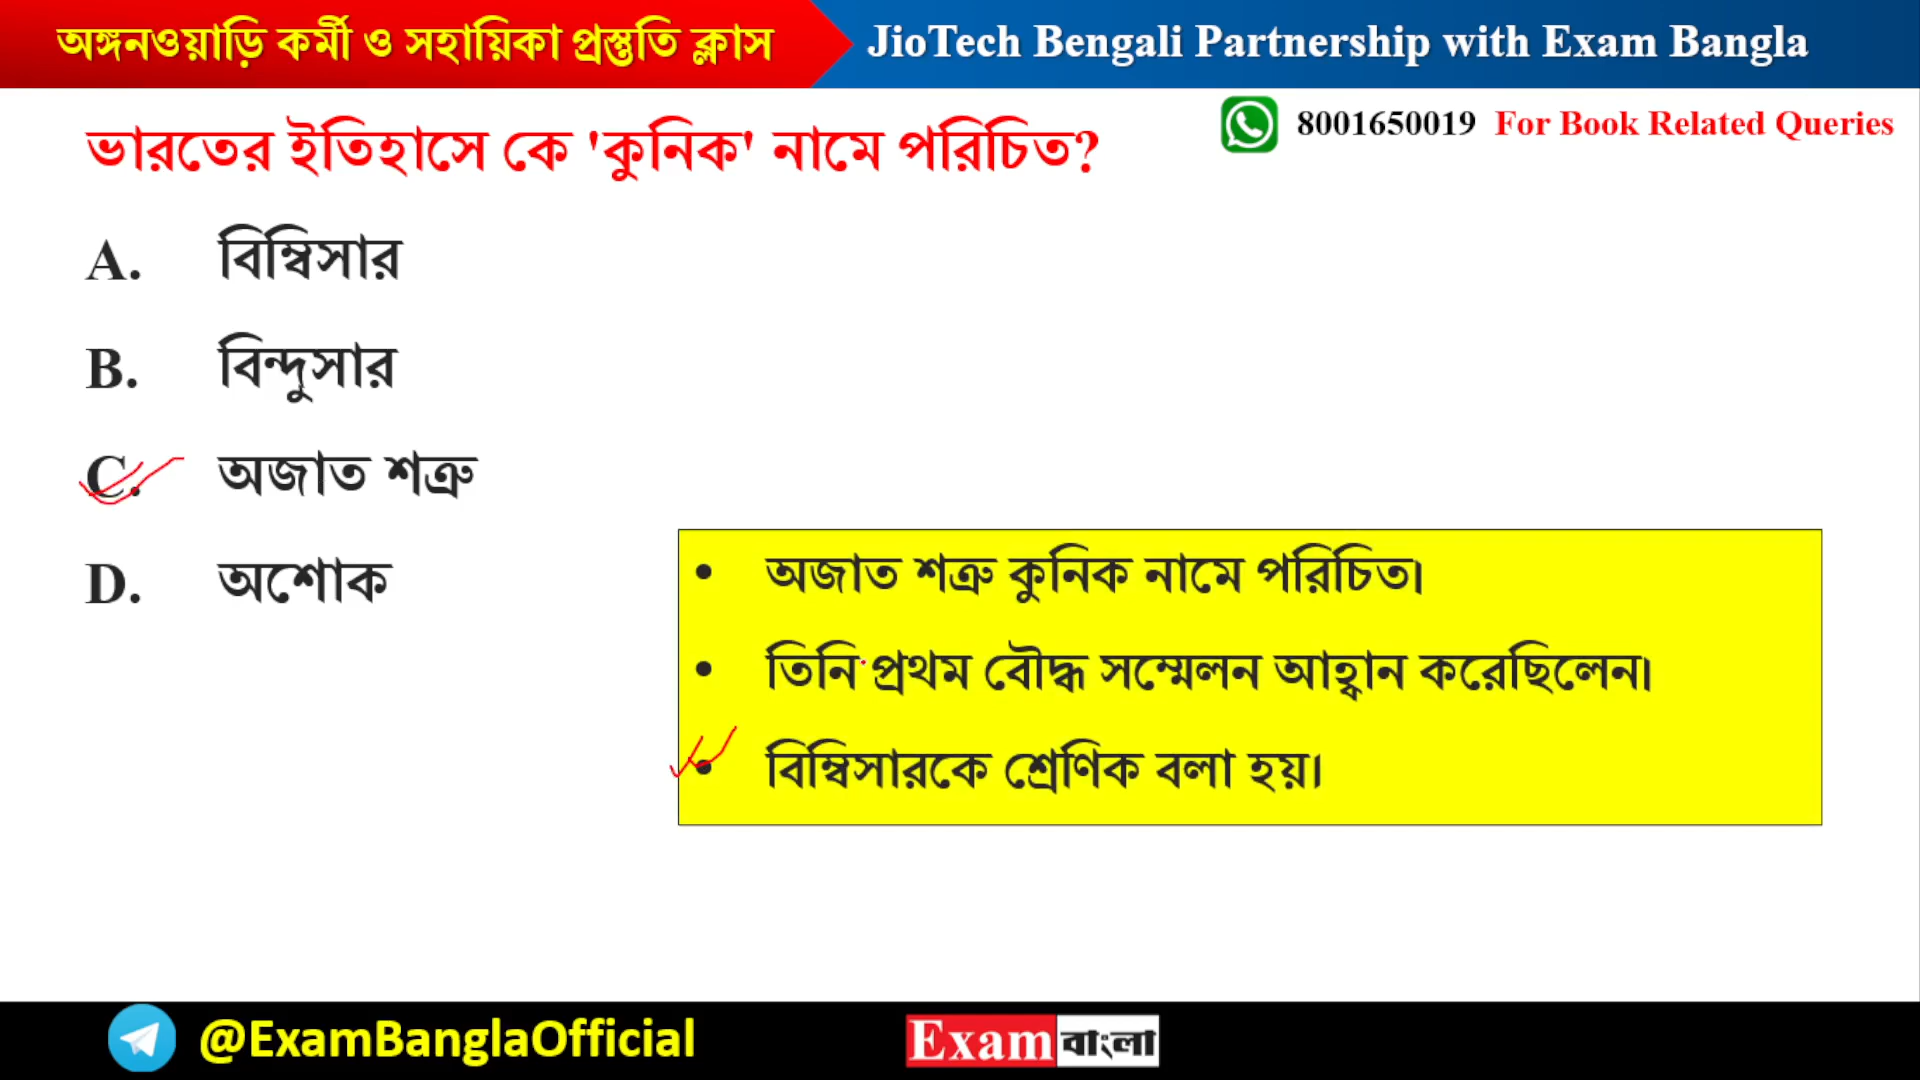 অঙ্গনওয়াড়ি কর্মী ও সহায়িকা প্রস্তুতি ক্লাস
JioTech Bengali Partnership with Exam Bangla
8001650019 For Book Related Queries
ভারতের ইতিহাসে কে 'কুনিক' নামে পরিচিত?
A. বিম্বিসার
B. বিন্দুসার
C. অজাত শত্রু
D. অশোক
• অজাত শত্রু কুনিক নামে পরিচিত।
• তিনি প্রথম বৌদ্ধ সম্মেলন আহ্বান করেছিলেন।
• বিম্বিসারকে শ্রেণিক বলা হয়।
@ExamBanglaOfficial
Exam বাংলা